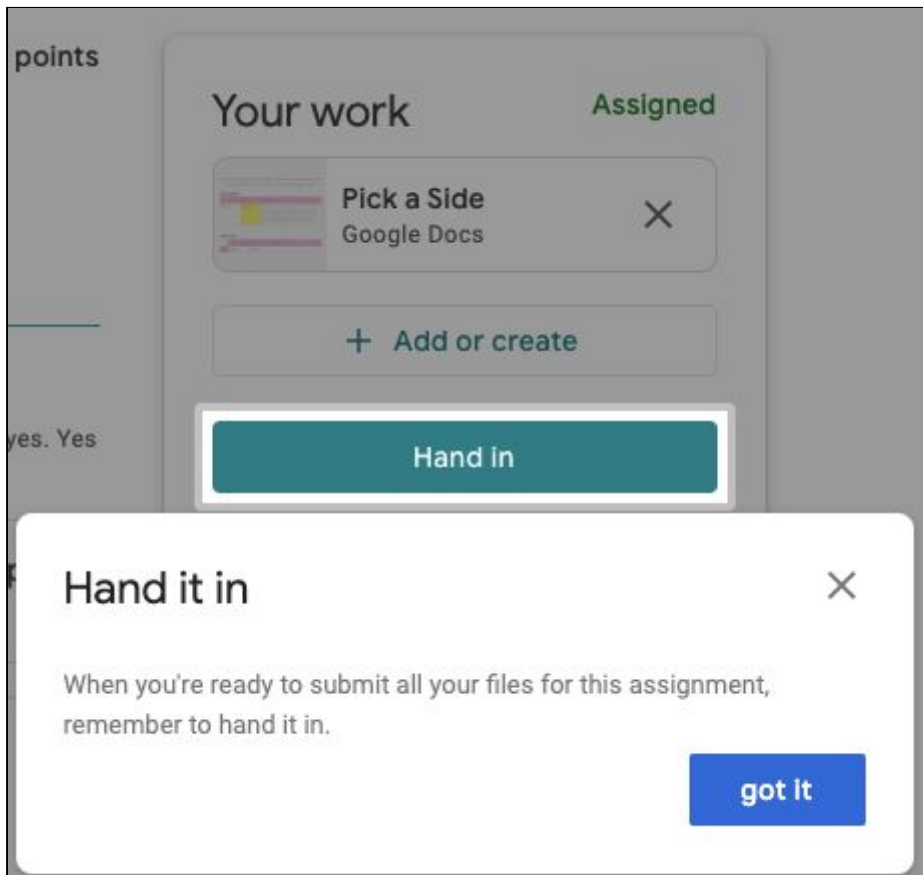 points
Your work
Assigned
Pick a Side
Google Docs
+ Add or create
yes. Yes
Hand in
Hand it in
When you're ready to submit all your files for this assignment,
remember to hand it in.
got it